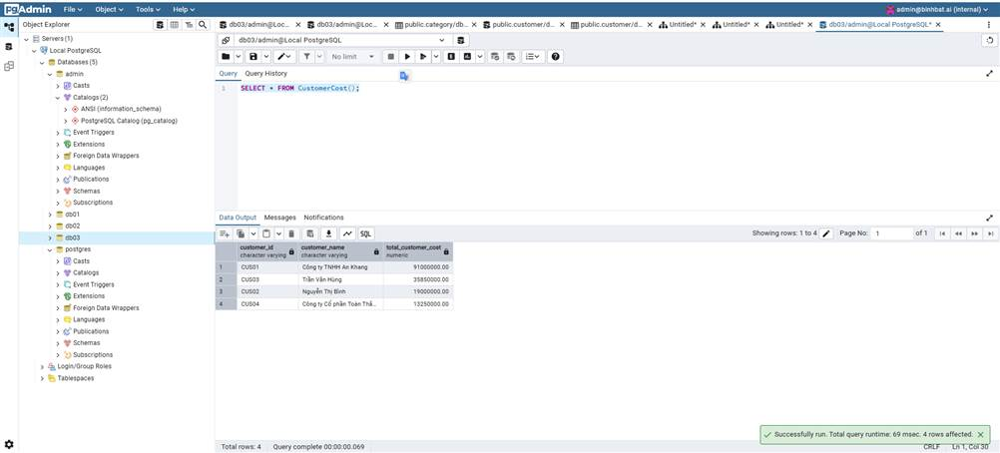 pgAdmin File Object Tools Help admin@binhbat.ai (internal)
Object Explorer
db03/admin@Loc... db03/admin@Loc... public.category/db... public.customer/d... public.customer/d... Untitled* Untitled* Untitled* db03/admin@Local PostgreSQL*
Servers (1)
Local PostgreSQL
Databases (5)
admin
Casts
Catalogs (2)
ANSI (information_schema)
PostgreSQL Catalog (pg_catalog)
Event Triggers
Extensions
Foreign Data Wrappers
Languages
Publications
Schemas
Subscriptions
db01
db02
db03
postgres
Casts
Catalogs
Event Triggers
Extensions
Foreign Data Wrappers
Languages
Publications
Schemas
Subscriptions
Login/Group Roles
Tablespaces
db03/admin@Local PostgreSQL
No limit
Query Query History
1 SELECT * FROM CustomerCost();
Data Output Messages Notifications
SQL Showing rows: 1 to 4 Page No: 1 of 1
customer_id customer_name total_customer_cost
character varying character varying numeric
1 CUS01 Công ty TNHH An Khang 91000000.00
2 CUS03 Trần Văn Hùng 35850000.00
3 CUS02 Nguyễn Thị Bình 19000000.00
4 CUS04 Công ty Cổ phần Toàn Thắ... 13250000.00
Successfully run. Total query runtime: 69 msec. 4 rows affected.
Total rows: 4 Query complete 00:00:00.069 CRLF Ln 1, Col 30